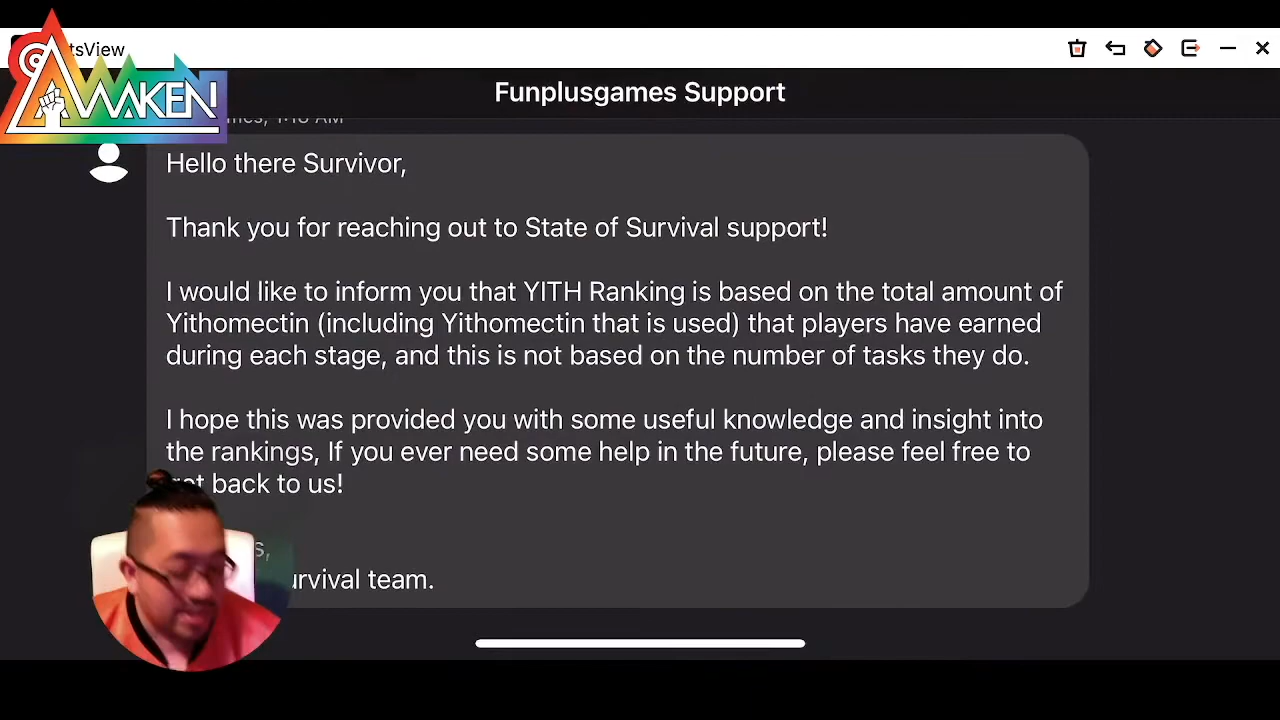 tsView
AWAKEN
Funplusgames Support
AM
Hello there Survivor,
Thank you for reaching out to State of Survival support!
I would like to inform you that YITH Ranking is based on the total amount of
Yithomectin (including Yithomectin that is used) that players have earned
during each stage, and this is not based on the number of tasks they do.
I hope this was provided you with some useful knowledge and insight into
the rankings, If you ever need some help in the future, please feel free to
get back to us!
s,
urvival team.